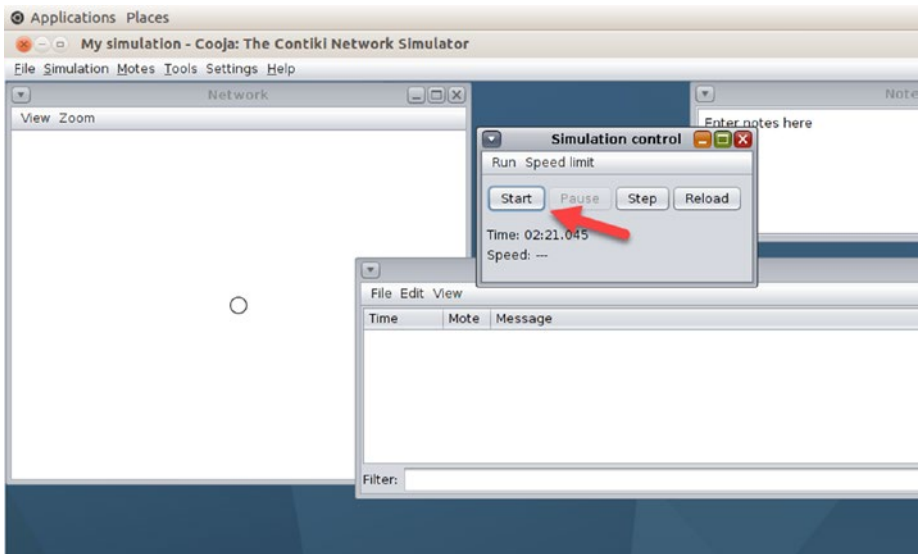 Applications Places
My simulation - Cooja: The Contiki Network Simulator
File Simulation Motes Tools Settings Help
Network
View Zoom
Note
Enter notes here
Simulation control
Run Speed limit
Start Pause Step Reload
Time: 02:21.045
Speed: ---
File Edit View
Time Mote Message
Filter: